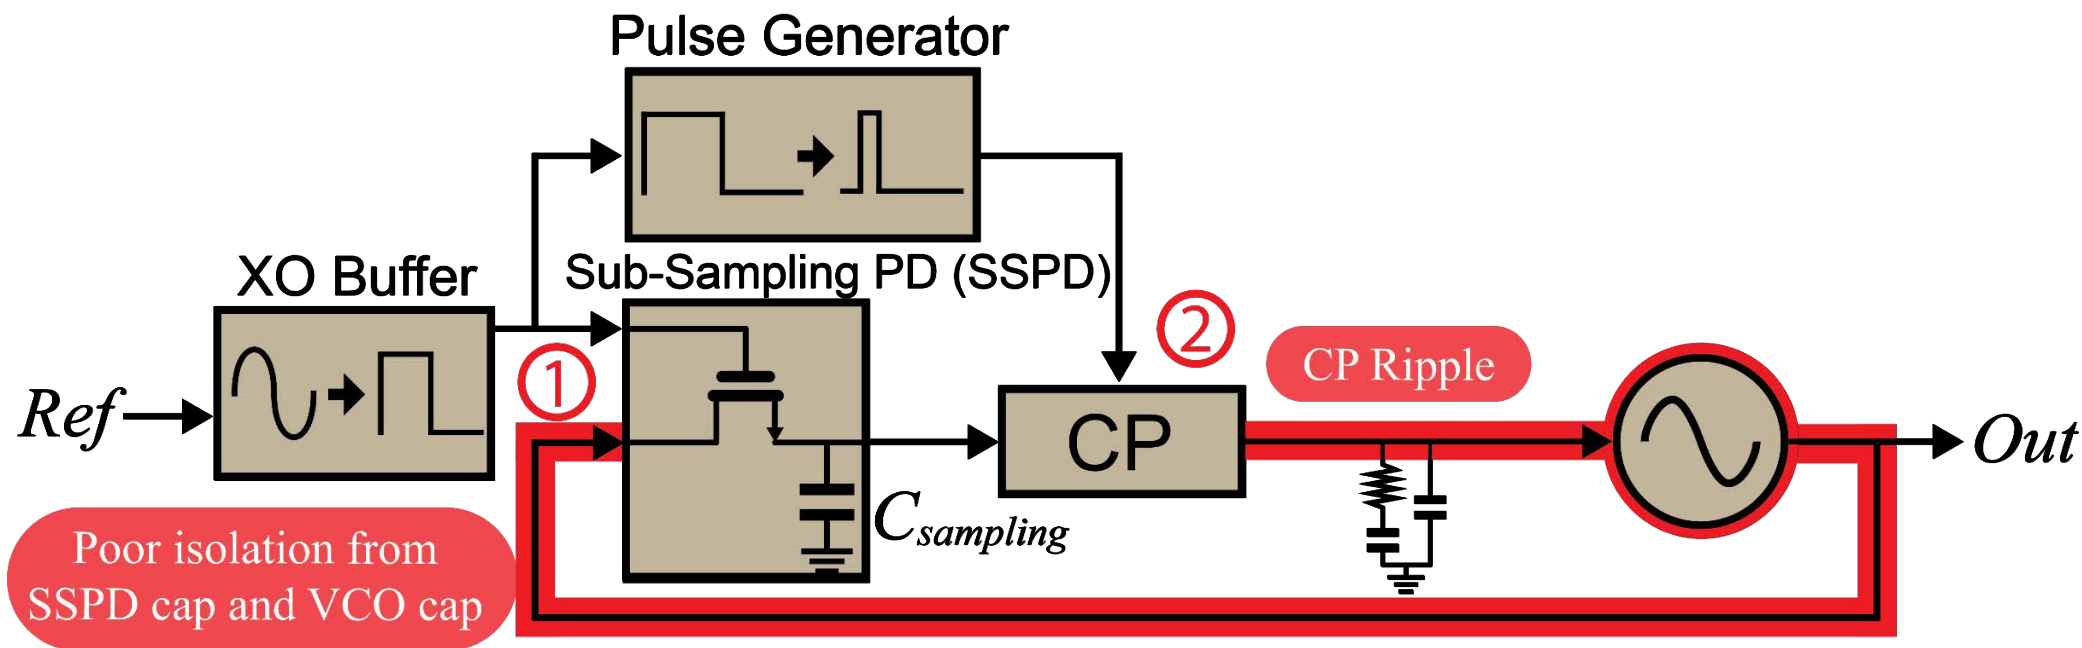 Pulse Generator
XO Buffer
Sub-Sampling PD (SSPD)
1
2
CP Ripple
Ref
CP
Out
C_sampling
Poor isolation from
SSPD cap and VCO cap